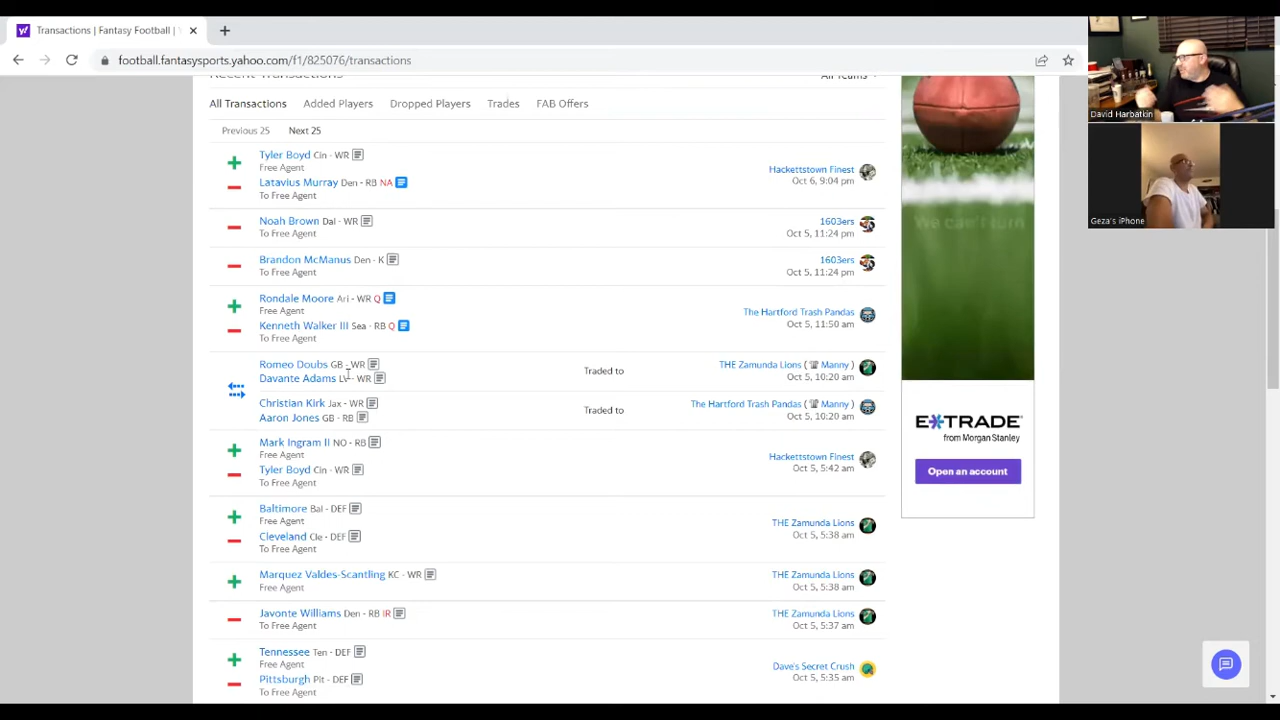 Transactions | Fantasy Football |
football.fantasysports.yahoo.com/f1/825076/transactions
All Transactions Added Players Dropped Players Trades FAB Offers
Previous 25 Next 25
Tyler Boyd Cin - WR
Free Agent
Latavius Murray Den - RB NA
To Free Agent
Hackettstown Finest
Oct 6, 9:04 pm
Noah Brown Dal - WR
To Free Agent
1603ers
Oct 5, 11:24 pm
Brandon McManus Den - K
To Free Agent
1603ers
Oct 5, 11:24 pm
Rondale Moore Ari - WR Q
Free Agent
Kenneth Walker III Sea - RB Q
To Free Agent
The Hartford Trash Pandas
Oct 5, 11:50 am
Romeo Doubs GB - WR
Davante Adams LV - WR
Traded to
THE Zamunda Lions ( Manny )
Oct 5, 10:20 am
Christian Kirk Jax - WR
Aaron Jones GB - RB
Traded to
The Hartford Trash Pandas ( Manny )
Oct 5, 10:20 am
Mark Ingram II NO - RB
Free Agent
Tyler Boyd Cin - WR
To Free Agent
Hackettstown Finest
Oct 5, 5:42 am
Baltimore Bal - DEF
Free Agent
Cleveland Cle - DEF
To Free Agent
THE Zamunda Lions
Oct 5, 5:38 am
Marquez Valdes-Scantling KC - WR
Free Agent
THE Zamunda Lions
Oct 5, 5:38 am
Javonte Williams Den - RB IR
To Free Agent
THE Zamunda Lions
Oct 5, 5:37 am
Tennessee Ten - DEF
Free Agent
Pittsburgh Pit - DEF
To Free Agent
Dave's Secret Crush
Oct 5, 5:35 am
We can't turn
E*TRADE
from Morgan Stanley
Open an account
David Harbatkin
Geza's iPhone